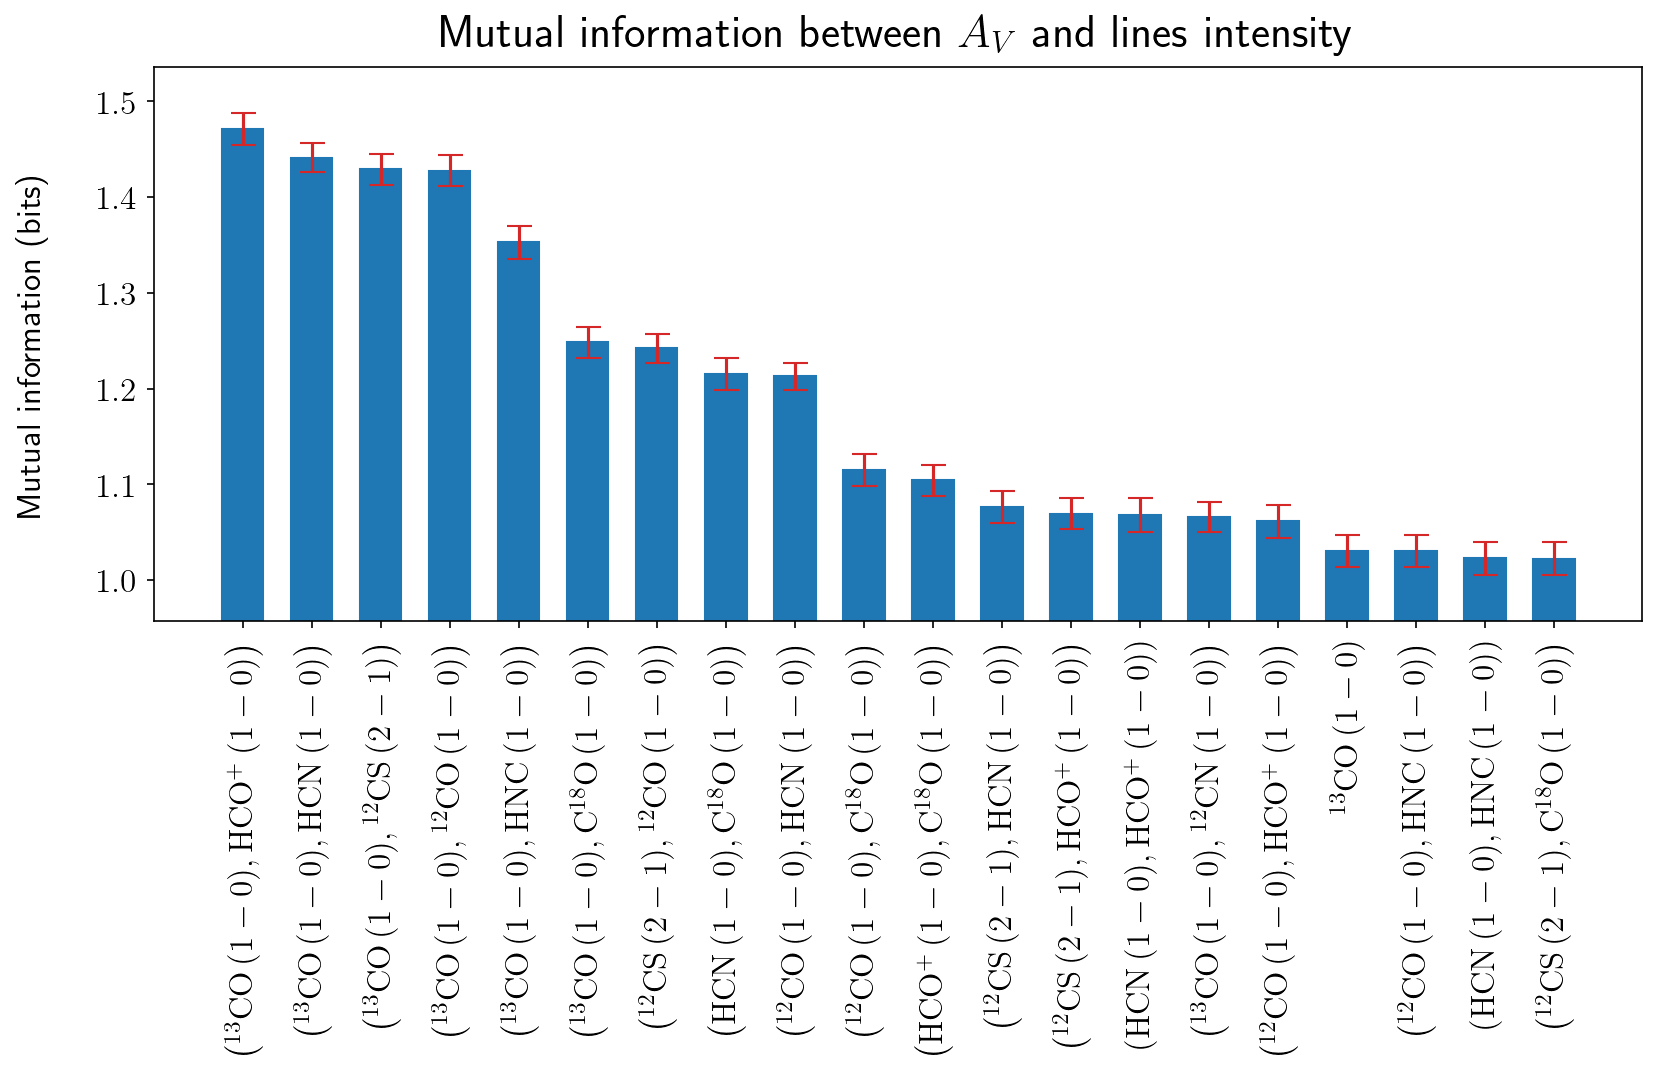 Mutual information between A_V and lines intensity
Mutual information (bits)
1.5
1.4
1.3
1.2
1.1
1.0
(¹³CO (1 − 0), HCO⁺ (1 − 0))
(¹³CO (1 − 0), HCN (1 − 0))
(¹³CO (1 − 0), ¹²CS (2 − 1))
(¹³CO (1 − 0), ¹²CO (1 − 0))
(¹³CO (1 − 0), HNC (1 − 0))
(¹³CO (1 − 0), C¹⁸O (1 − 0))
(¹²CS (2 − 1), ¹²CO (1 − 0))
(HCN (1 − 0), C¹⁸O (1 − 0))
(¹²CO (1 − 0), HCN (1 − 0))
(¹²CO (1 − 0), C¹⁸O (1 − 0))
(HCO⁺ (1 − 0), C¹⁸O (1 − 0))
(¹²CS (2 − 1), HCN (1 − 0))
(¹²CS (2 − 1), HCO⁺ (1 − 0))
(HCN (1 − 0), HCO⁺ (1 − 0))
(¹³CO (1 − 0), ¹²CN (1 − 0))
(¹²CO (1 − 0), HCO⁺ (1 − 0))
¹³CO (1 − 0)
(¹²CO (1 − 0), HNC (1 − 0))
(HCN (1 − 0), HNC (1 − 0))
(¹²CS (2 − 1), C¹⁸O (1 − 0))